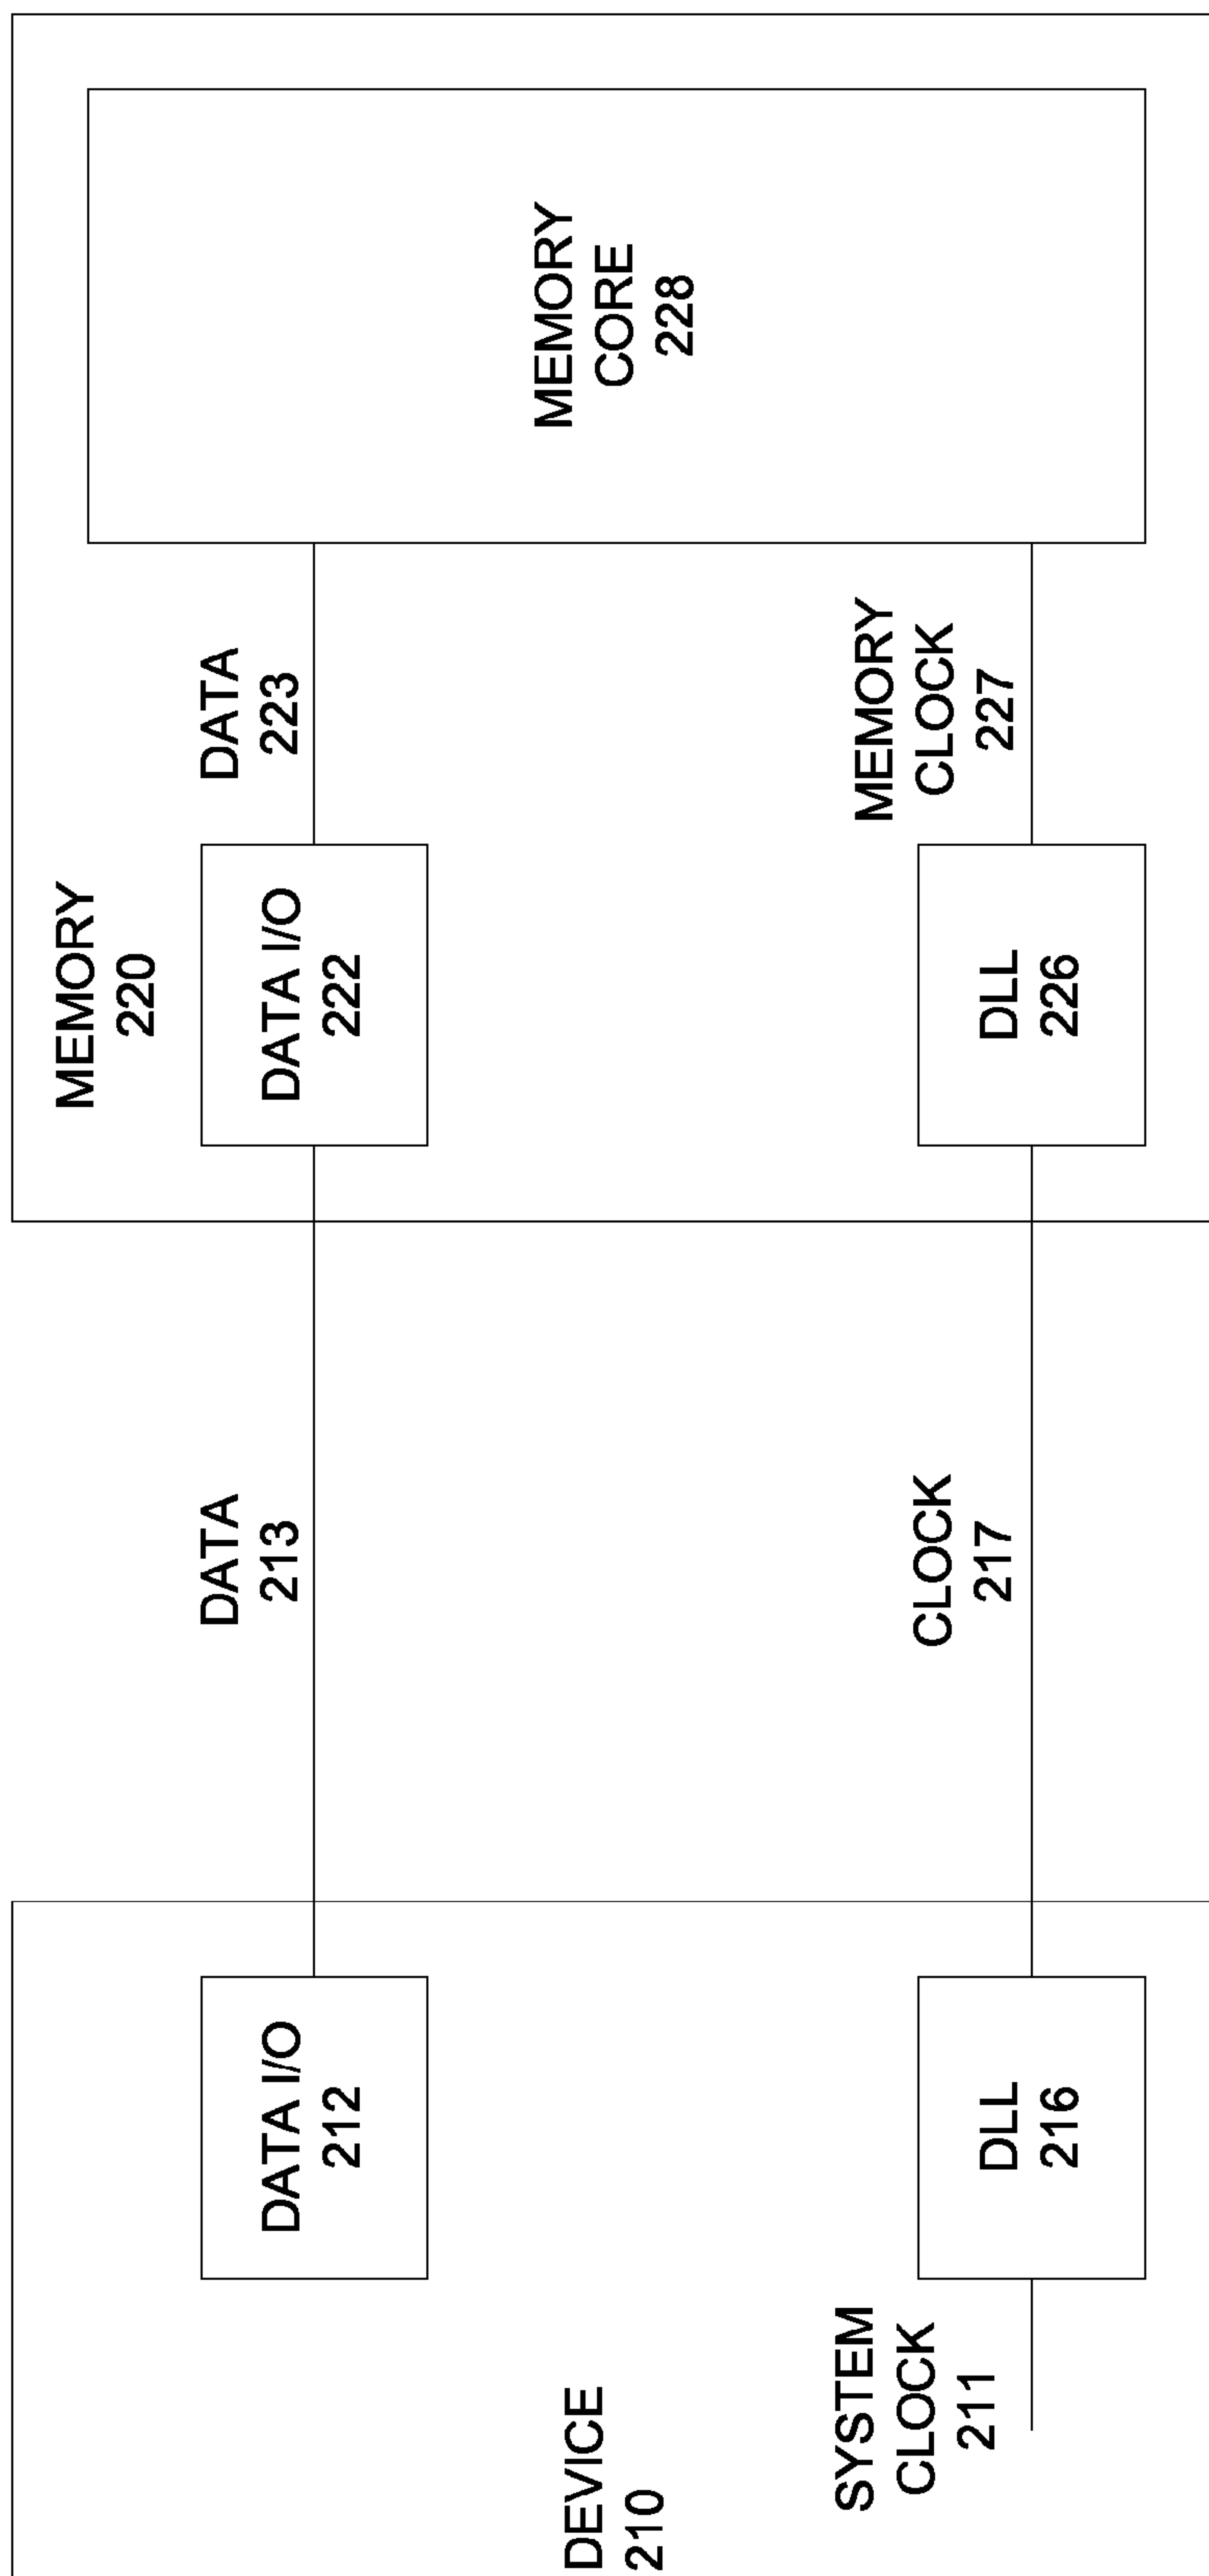 MEMORY
220
DATA I/O
212
DATA
213
DATA I/O
222
DATA
223
DEVICE
210
MEMORY
CORE
228
SYSTEM
CLOCK
211
DLL
216
CLOCK
217
DLL
226
MEMORY
CLOCK
227